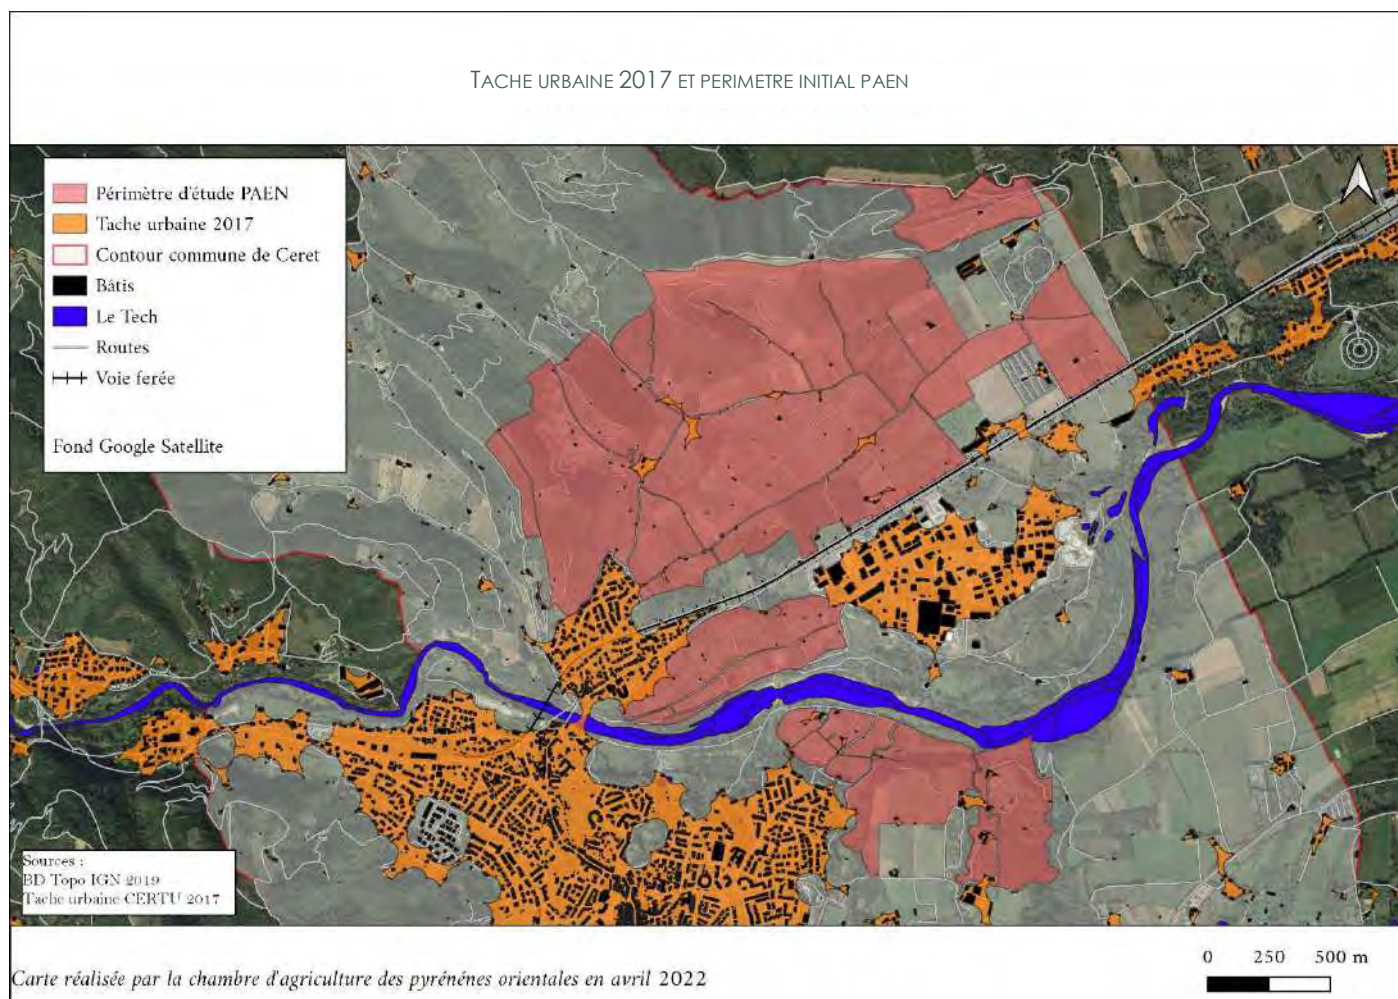 TACHE URBAINE 2017 ET PERIMETRE INITIAL PAEN
Périmètre d'étude PAEN
Tache urbaine 2017
Contour commune de Ceret
Bâtis
Le Tech
Routes
Voie ferée
Fond Google Satellite
Sources :
BD Topo IGN 2019
Tache urbaine CERTU 2017
0 250 500 m
Carte réalisée par la chambre d'agriculture des pyrénénes orientales en avril 2022